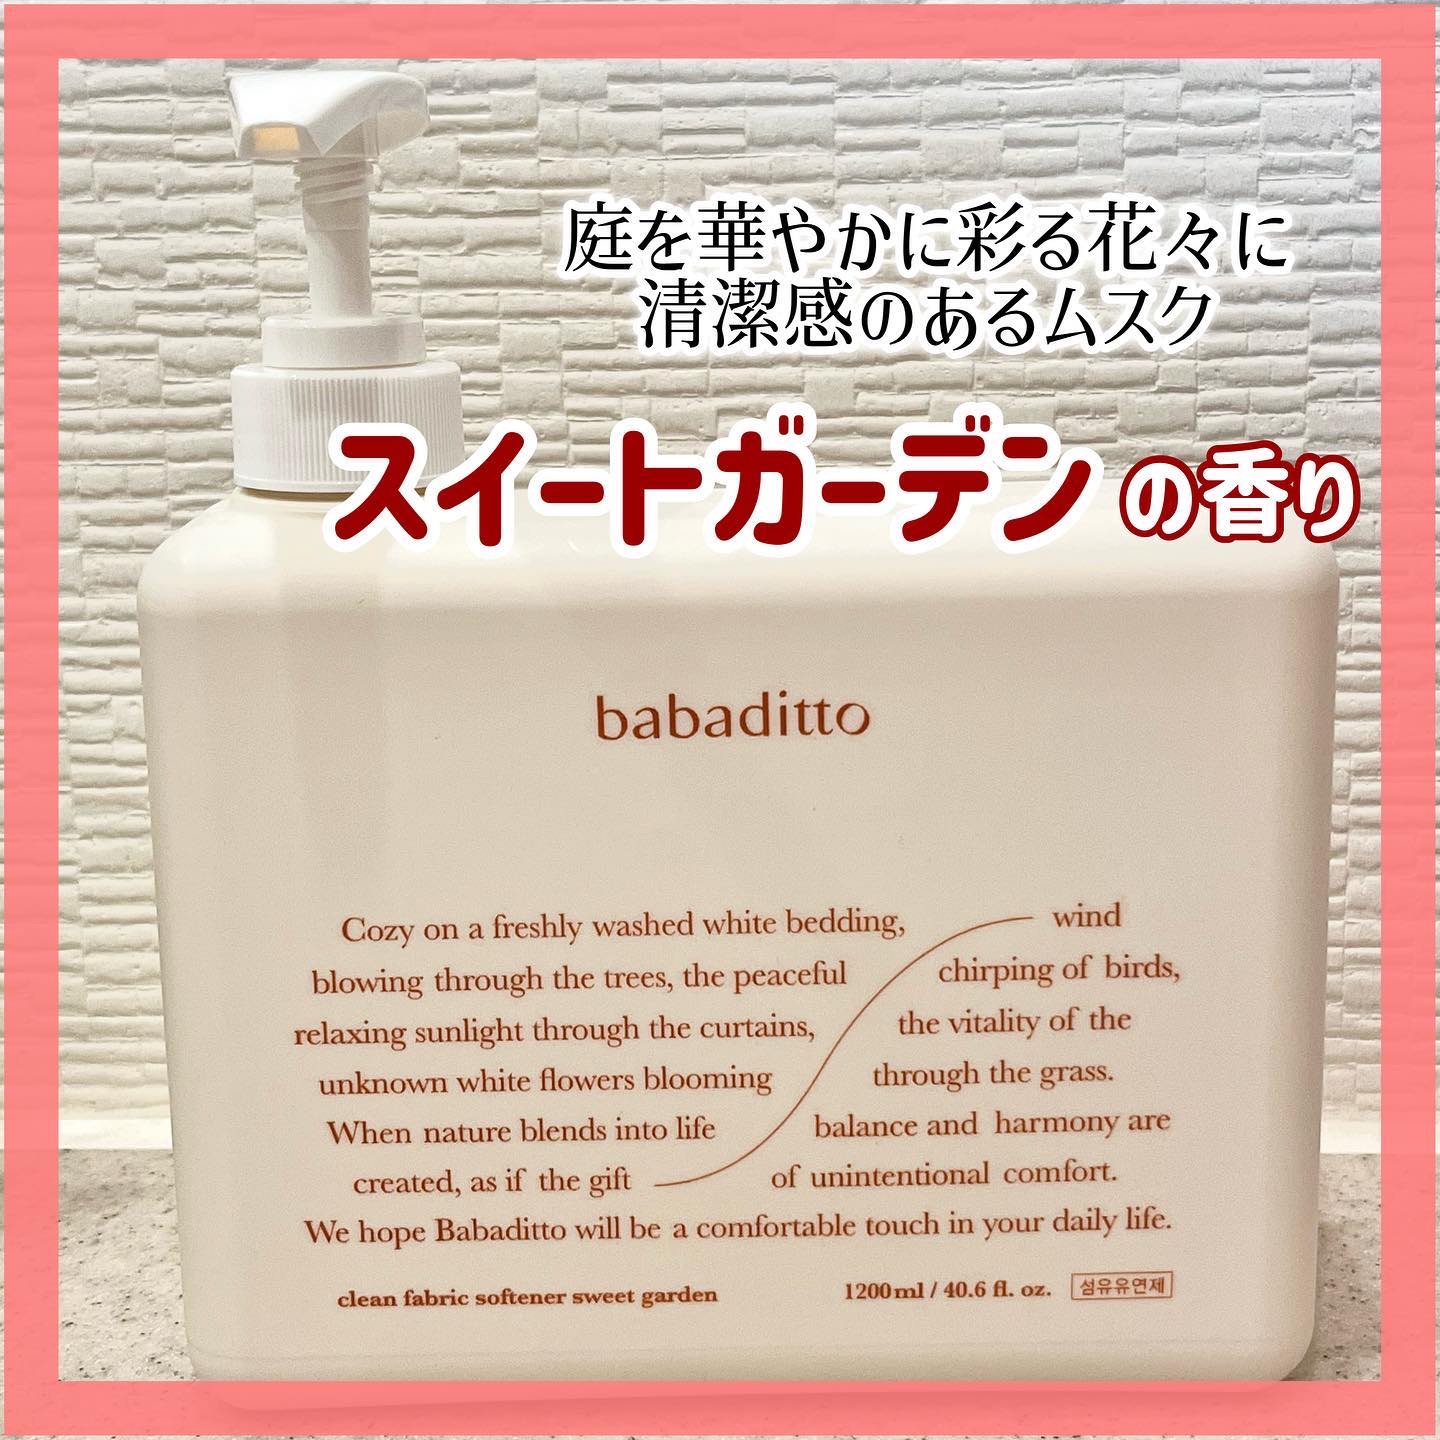 庭を華やかに彩る花々に
清潔感のあるムスク
スイートガーデンの香り
babaditto
Cozy on a freshly washed white bedding, wind
blowing through the trees, the peaceful chirping of birds,
relaxing sunlight through the curtains, the vitality of the
unknown white flowers blooming through the grass.
When nature blends into life balance and harmony are
created, as if the gift of unintentional comfort.
We hope Babaditto will be a comfortable touch in your daily life.
clean fabric softener sweet garden 1200ml / 40.6 fl. oz. 섬유유연제